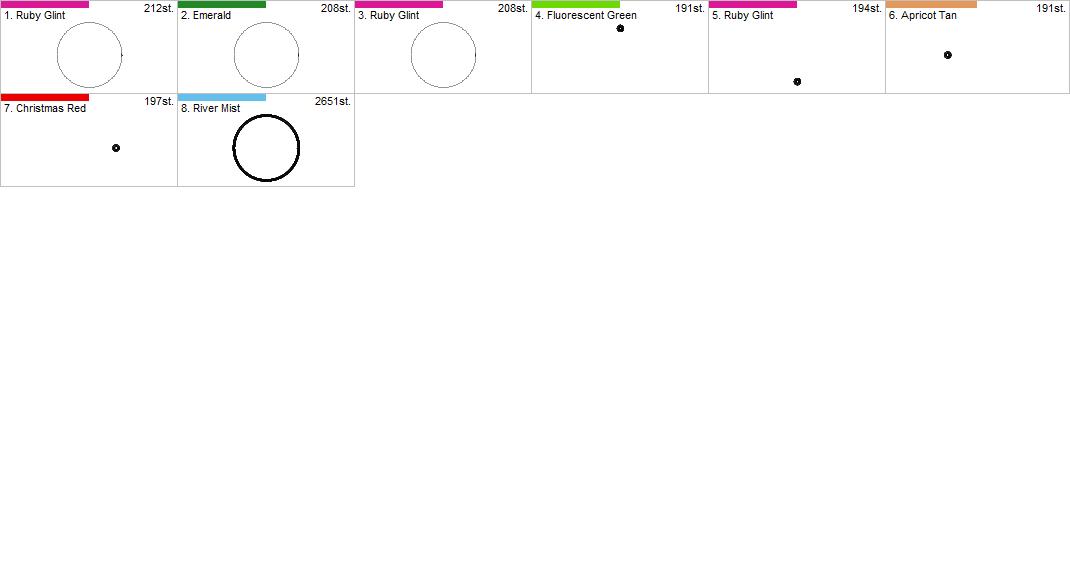 1. Ruby Glint 212st.
2. Emerald 208st.
3. Ruby Glint 208st.
4. Fluorescent Green 191st.
5. Ruby Glint 194st.
6. Apricot Tan 191st.
7. Christmas Red 197st.
8. River Mist 2651st.